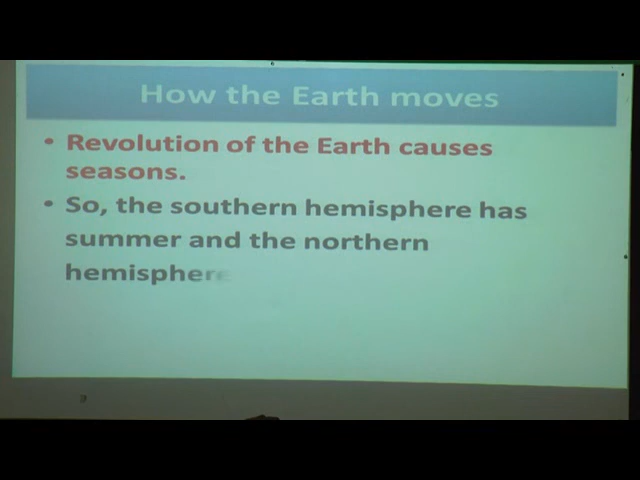 How the Earth moves
• Revolution of the Earth causes
seasons.
• So, the southern hemisphere has
summer and the northern
hemisphere